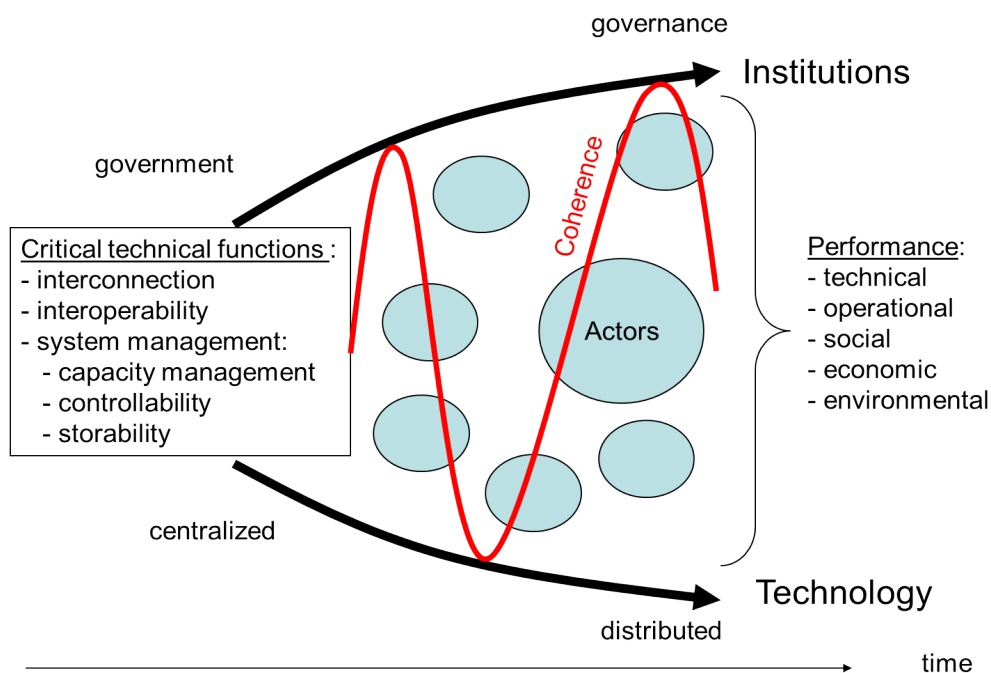 governance
Institutions
government
Critical technical functions :
- interconnection
- interoperability
- system management:
- capacity management
- controllability
- storability
Coherence
Actors
Performance:
- technical
- operational
- social
- economic
- environmental
centralized
Technology
distributed
time